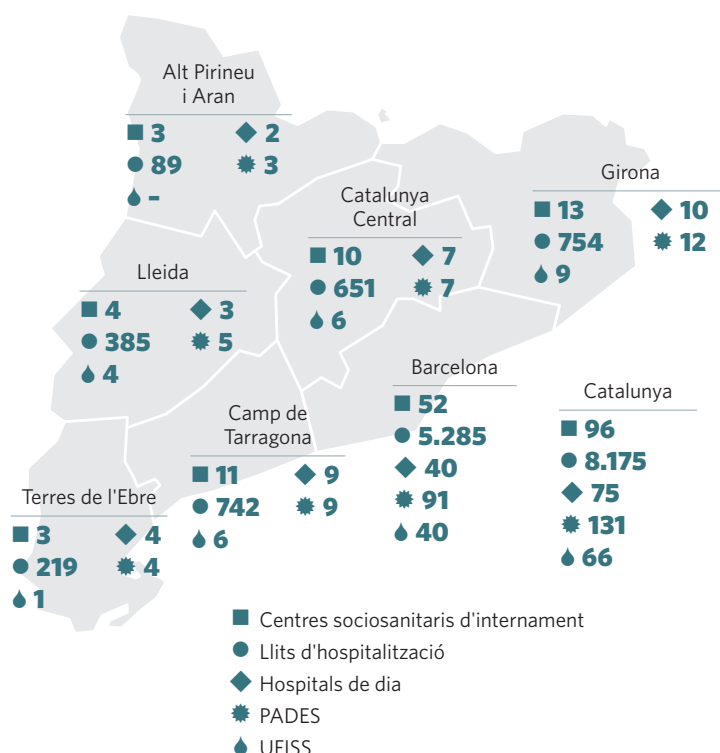 Alt Pirineu
i Aran
3 2
89 3
-
Catalunya
Central
10 7
651 7
6
Girona
13 10
754 12
9
Lleida
4 3
385 5
4
Barcelona
52
5.285
40
91
40
Catalunya
96
8.175
75
131
66
Camp de
Tarragona
11 9
742 9
6
Terres de l'Ebre
3 4
219 4
1
Centres sociosanitaris d'internament
Llits d'hospitalització
Hospitals de dia
PADES
UFISS